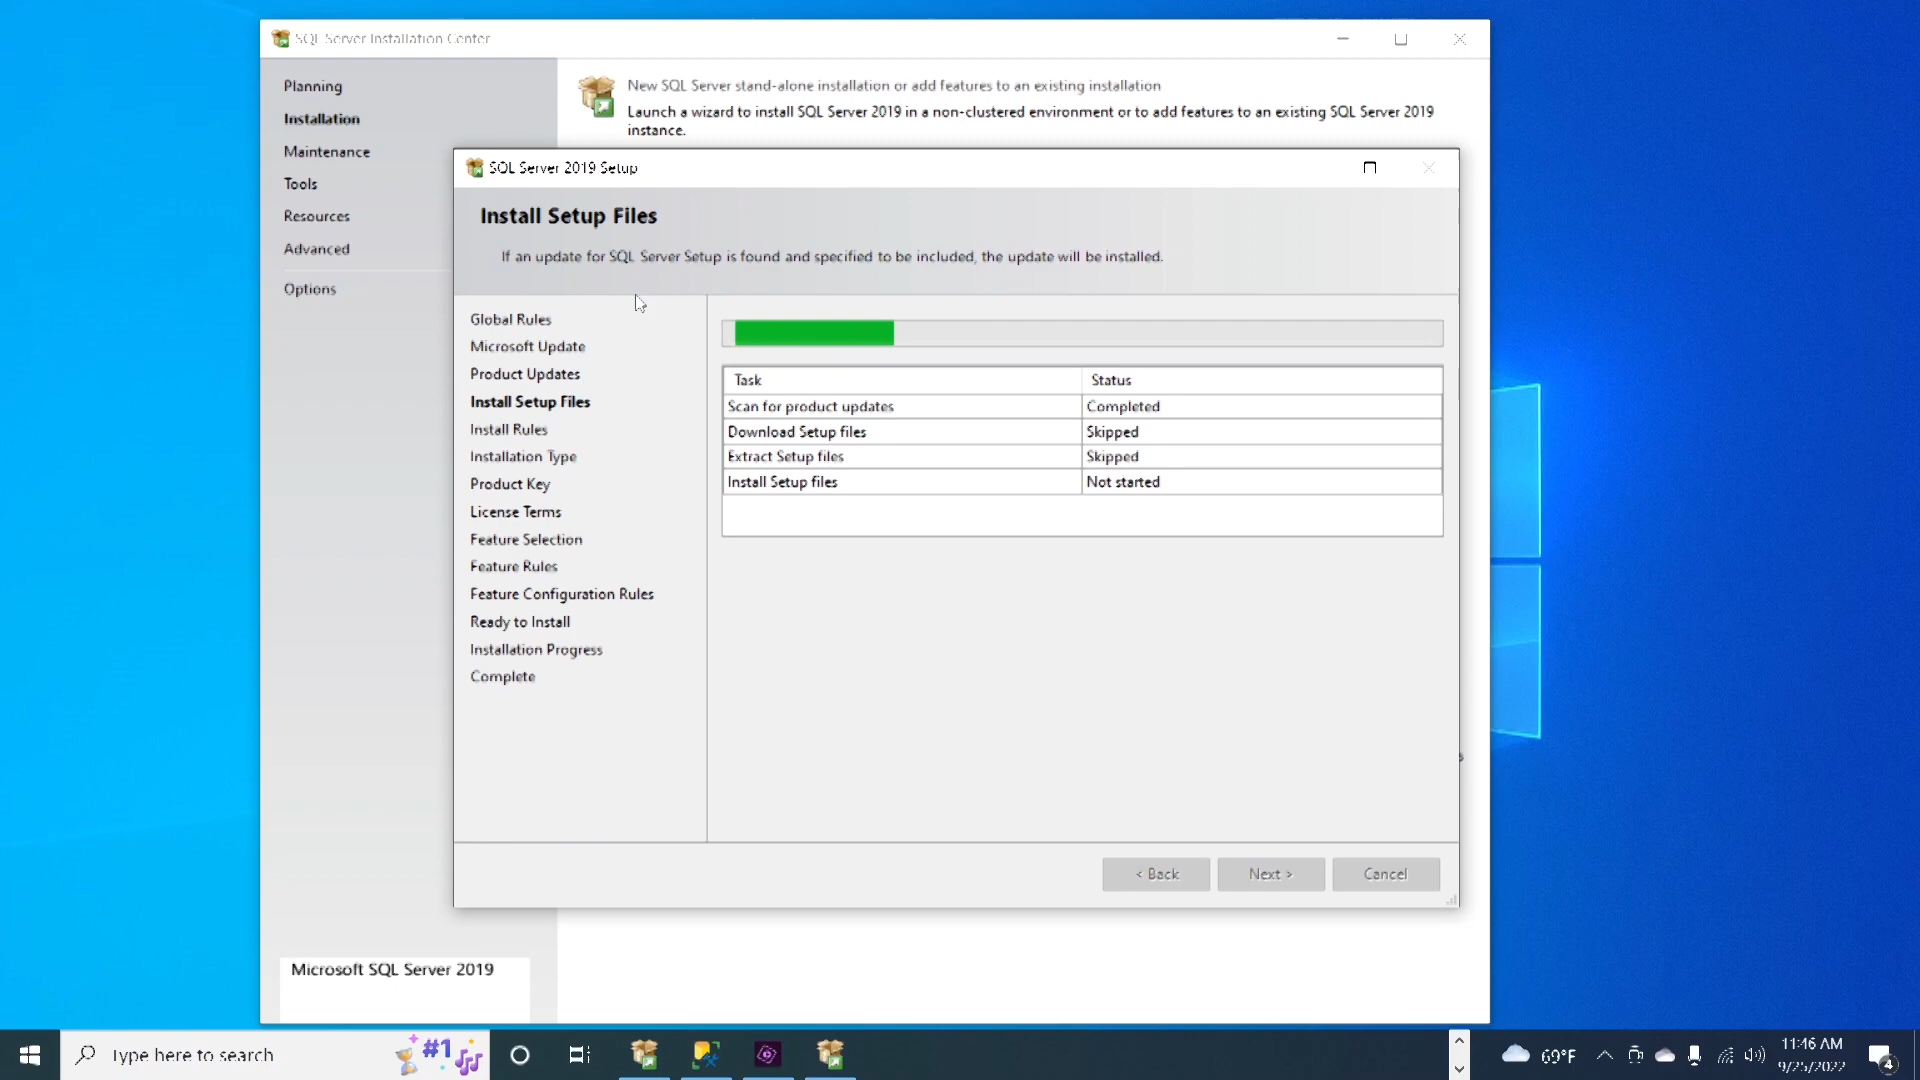 SQL Server Installation Center
Planning
Installation
Maintenance
Tools
Resources
Advanced
Options
New SQL Server stand-alone installation or add features to an existing installation
Launch a wizard to install SQL Server 2019 in a non-clustered environment or to add features to an existing SQL Server 2019
instance.
SQL Server 2019 Setup
Install Setup Files
If an update for SQL Server Setup is found and specified to be included, the update will be installed.
Global Rules
Microsoft Update
Product Updates
Install Setup Files
Install Rules
Installation Type
Product Key
License Terms
Feature Selection
Feature Rules
Feature Configuration Rules
Ready to Install
Installation Progress
Complete
Task Status
Scan for product updates Completed
Download Setup files Skipped
Extract Setup files Skipped
Install Setup files Not started
< Back Next > Cancel
Microsoft SQL Server 2019
Type here to search
#1
69°F
11:46 AM
9/25/2022
4